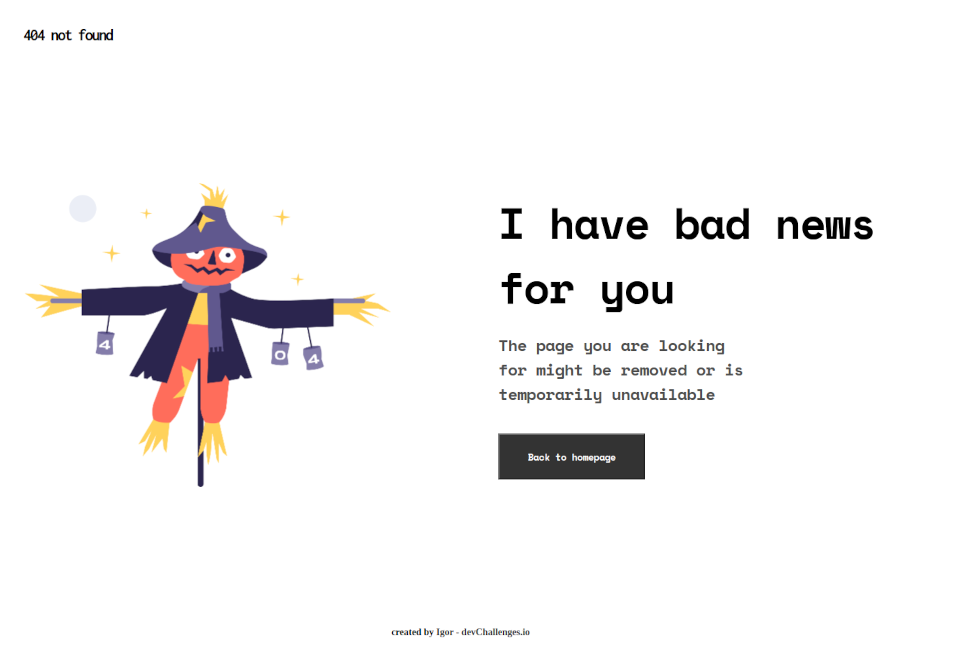 404 not found
I have bad news
for you
The page you are looking
for might be removed or is
temporarily unavailable
4
0
4
Back to homepage
created by Igor - devChallenges.io